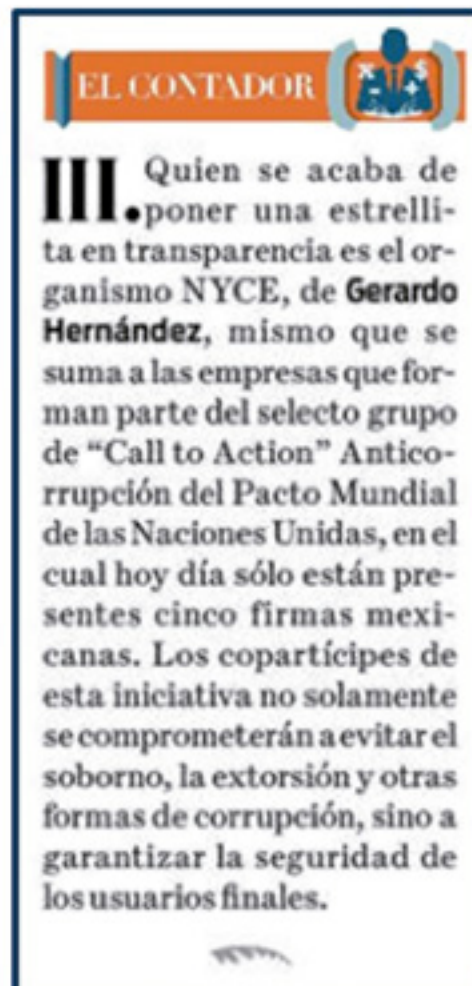 EL CONTADOR
III. Quien se acaba de
poner una estrelli-
ta en transparencia es el or-
ganismo NYCE, de Gerardo
Hernández, mismo que se
suma a las empresas que for-
man parte del selecto grupo
de “Call to Action” Antico-
rrupción del Pacto Mundial
de las Naciones Unidas, en el
cual hoy día sólo están pre-
sentes cinco firmas mexi-
canas. Los copartícipes de
esta iniciativa no solamente
se comprometerán a evitar el
soborno, la extorsión y otras
formas de corrupción, sino a
garantizar la seguridad de
los usuarios finales.